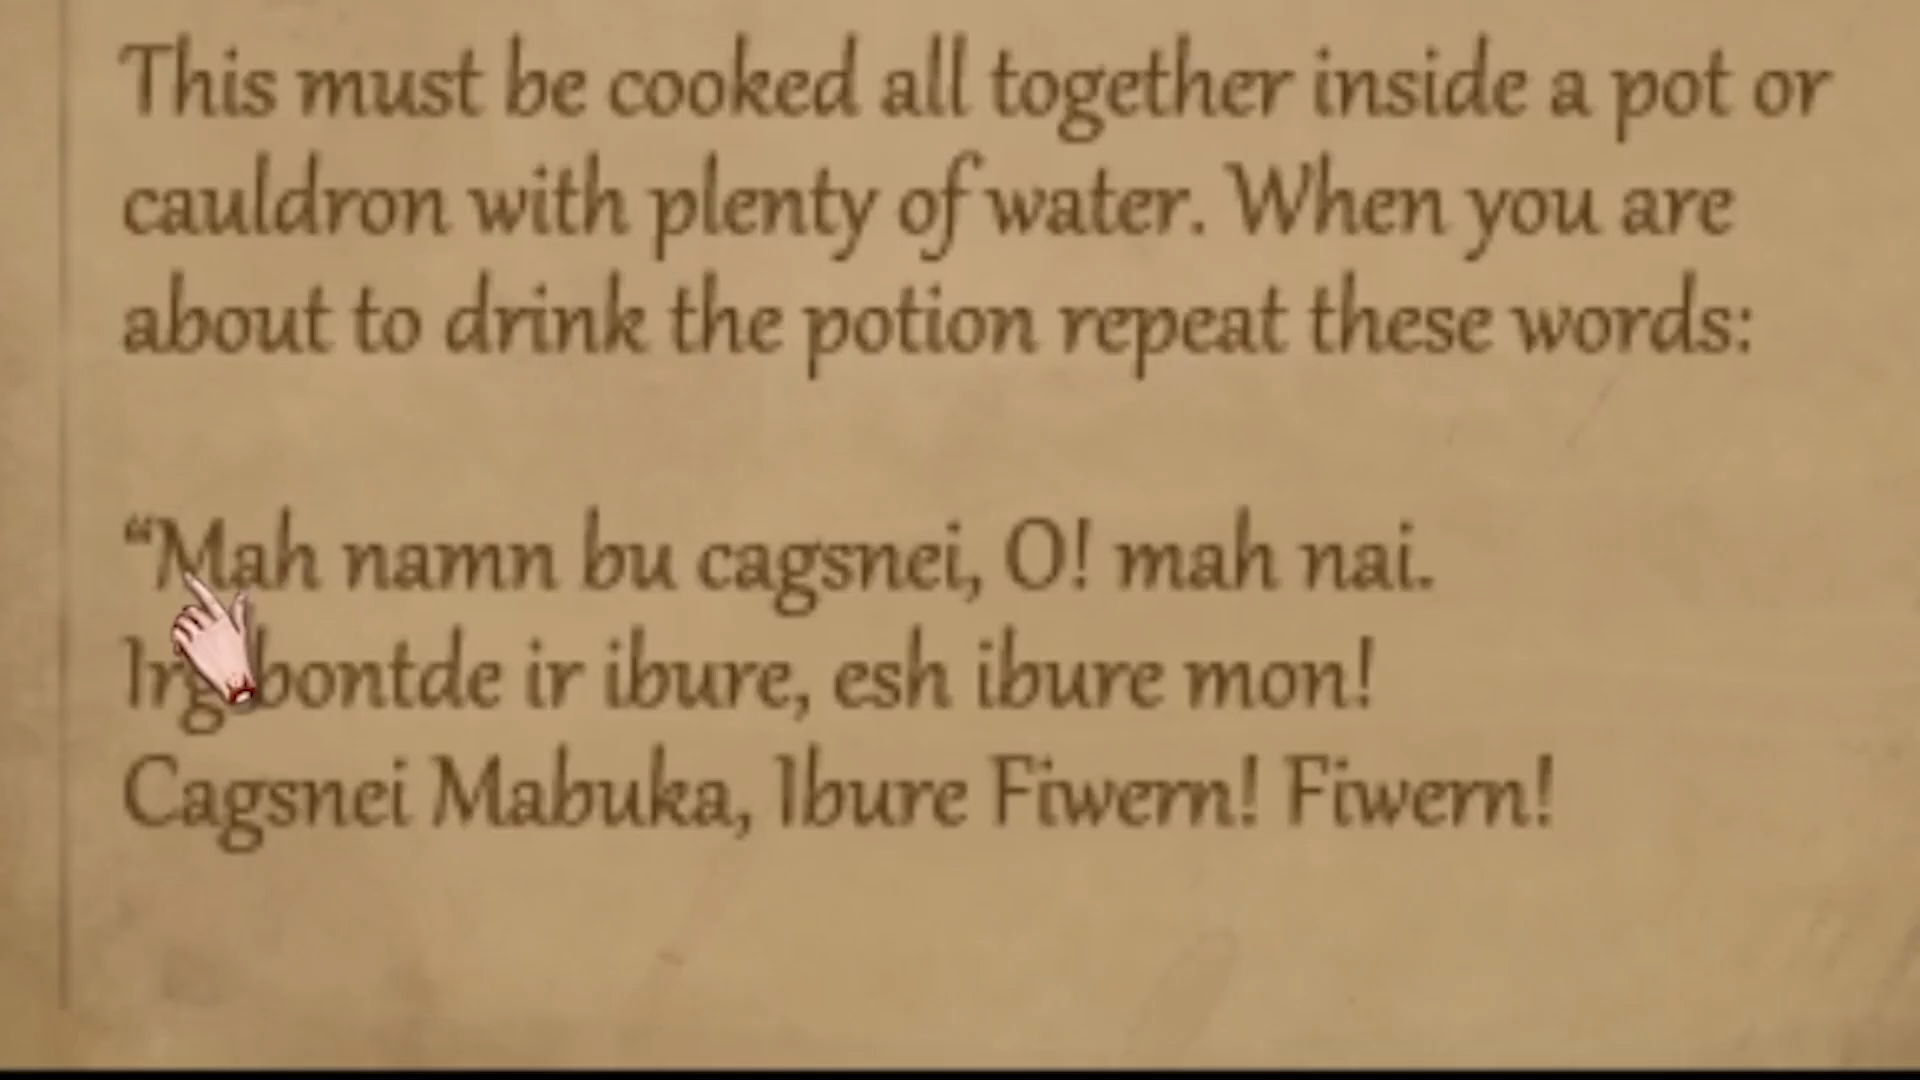 This must be cooked all together inside a pot or
cauldron with plenty of water. When you are
about to drink the potion repeat these words:
“Mah namn bu cagsnei, O! mah nai.
bontde ir ibure, esh ibure mon!
Cagsnei Mabuka, Ibure Fiwern! Fiwern!